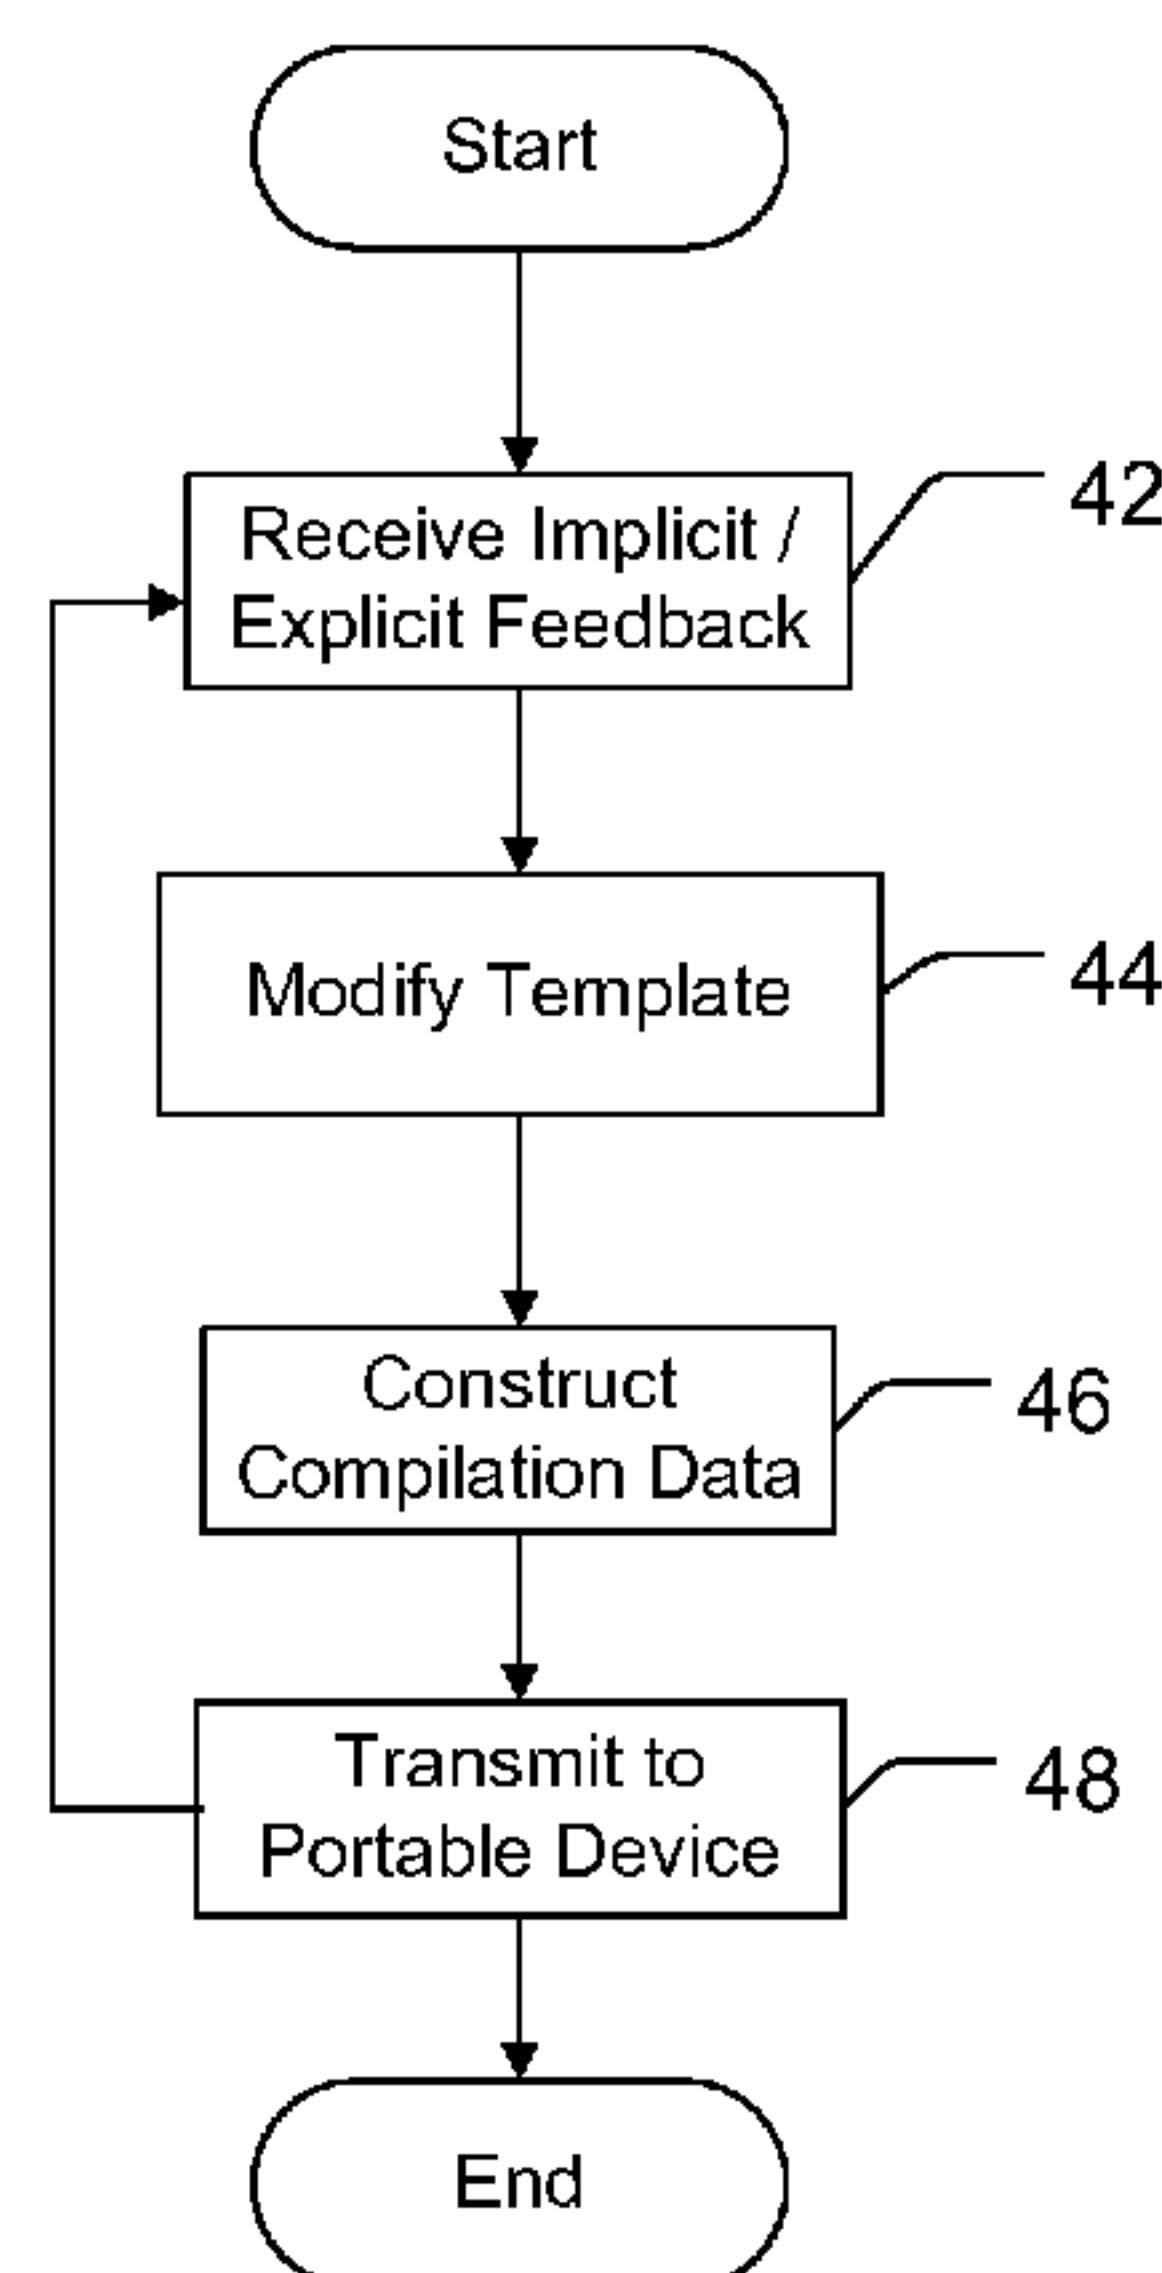 Start
Receive Implicit /
Explicit Feedback
42
Modify Template
44
Construct
Compilation Data
46
Transmit to
Portable Device
48
End